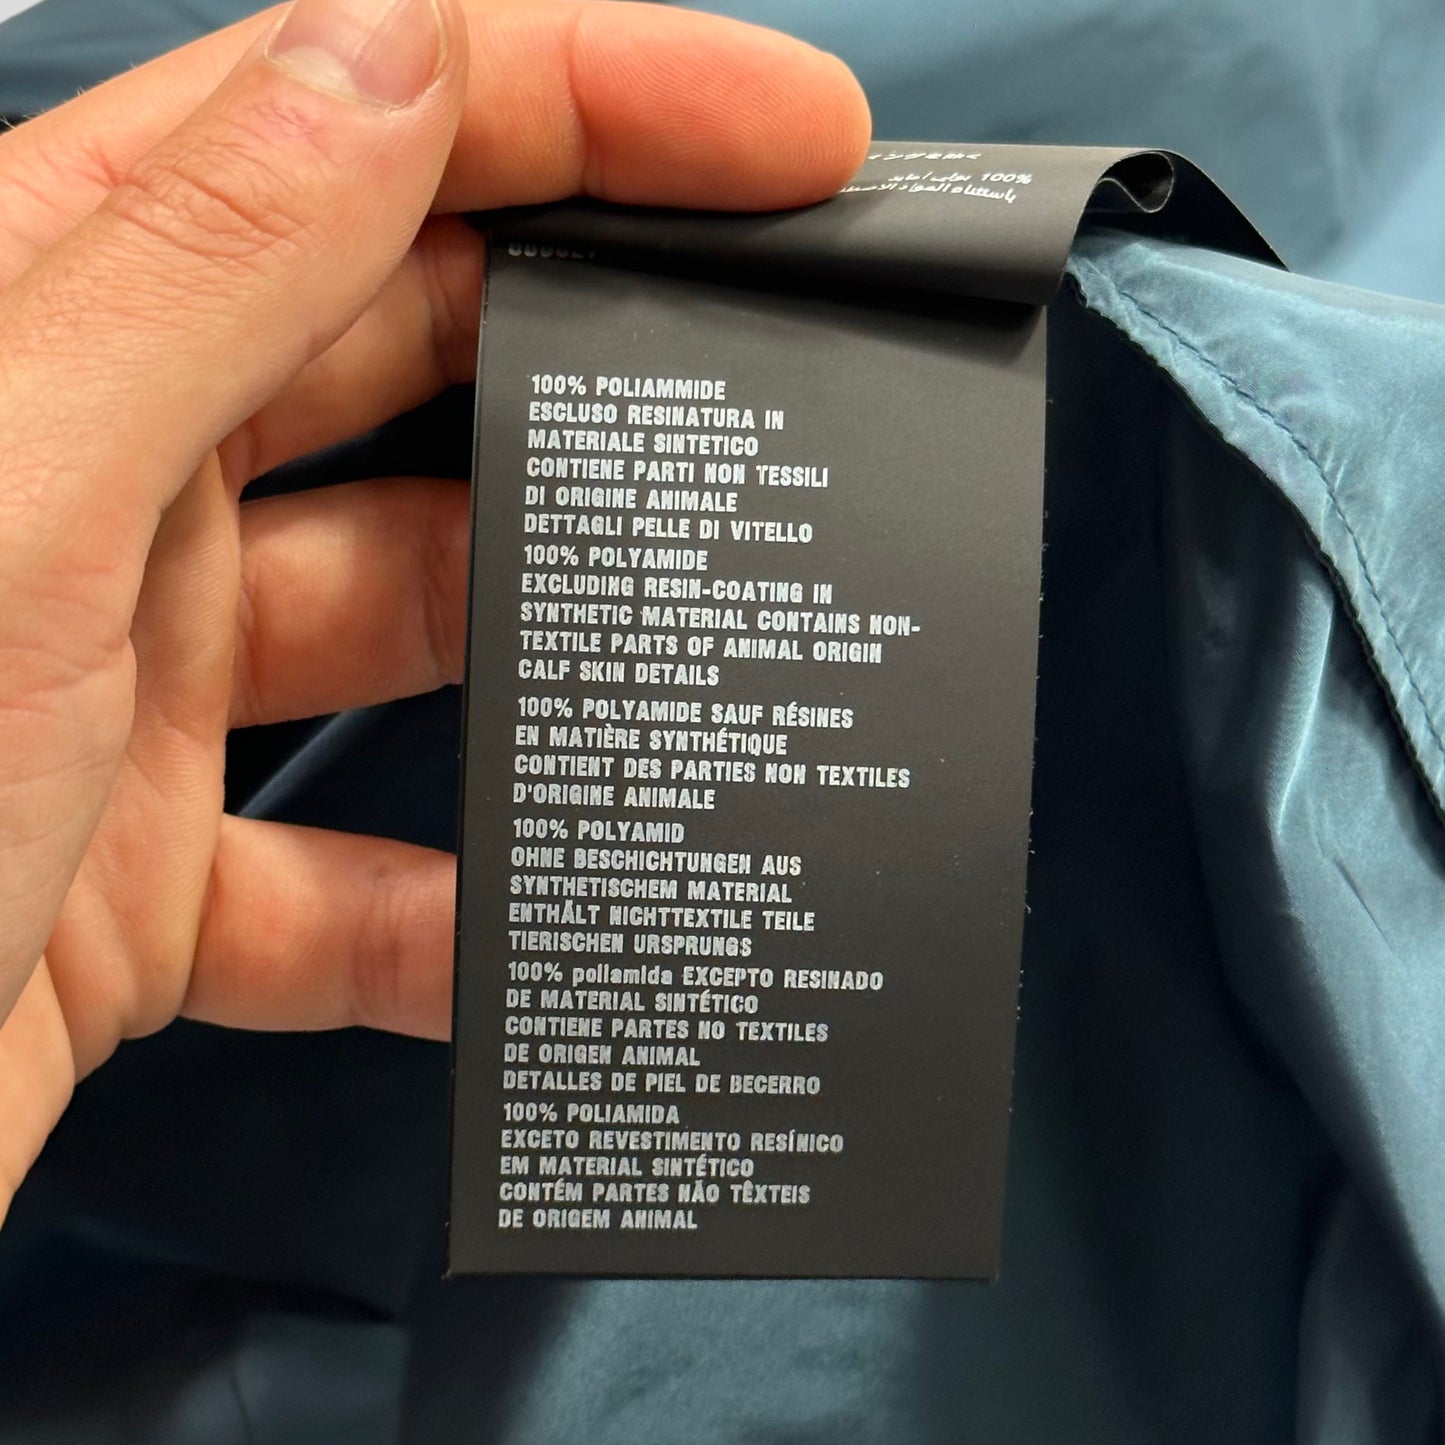 100%
100% POLIAMMIDE
ESCLUSO RESINATURA IN
MATERIALE SINTETICO
CONTIENE PARTI NON TESSILI
DI ORIGINE ANIMALE
DETTAGLI PELLE DI VITELLO
100% POLYAMIDE
EXCLUDING RESIN-COATING IN
SYNTHETIC MATERIAL CONTAINS NON-
TEXTILE PARTS OF ANIMAL ORIGIN
CALF SKIN DETAILS
100% POLYAMIDE SAUF RÉSINES
EN MATIÈRE SYNTHÉTIQUE
CONTIENT DES PARTIES NON TEXTILES
D'ORIGINE ANIMALE
100% POLYAMID
OHNE BESCHICHTUNGEN AUS
SYNTHETISCHEM MATERIAL
ENTHÄLT NICHTTEXTILE TEILE
TIERISCHEN URSPRUNGS
100% poliamida EXCEPTO RESINADO
DE MATERIAL SINTÉTICO
CONTIENE PARTES NO TEXTILES
DE ORIGEN ANIMAL
DETALLES DE PIEL DE BECERRO
100% POLIAMIDA
EXCETO REVESTIMENTO RESÍNICO
EM MATERIAL SINTÉTICO
CONTÉM PARTES NÃO TÊXTEIS
DE ORIGEM ANIMAL